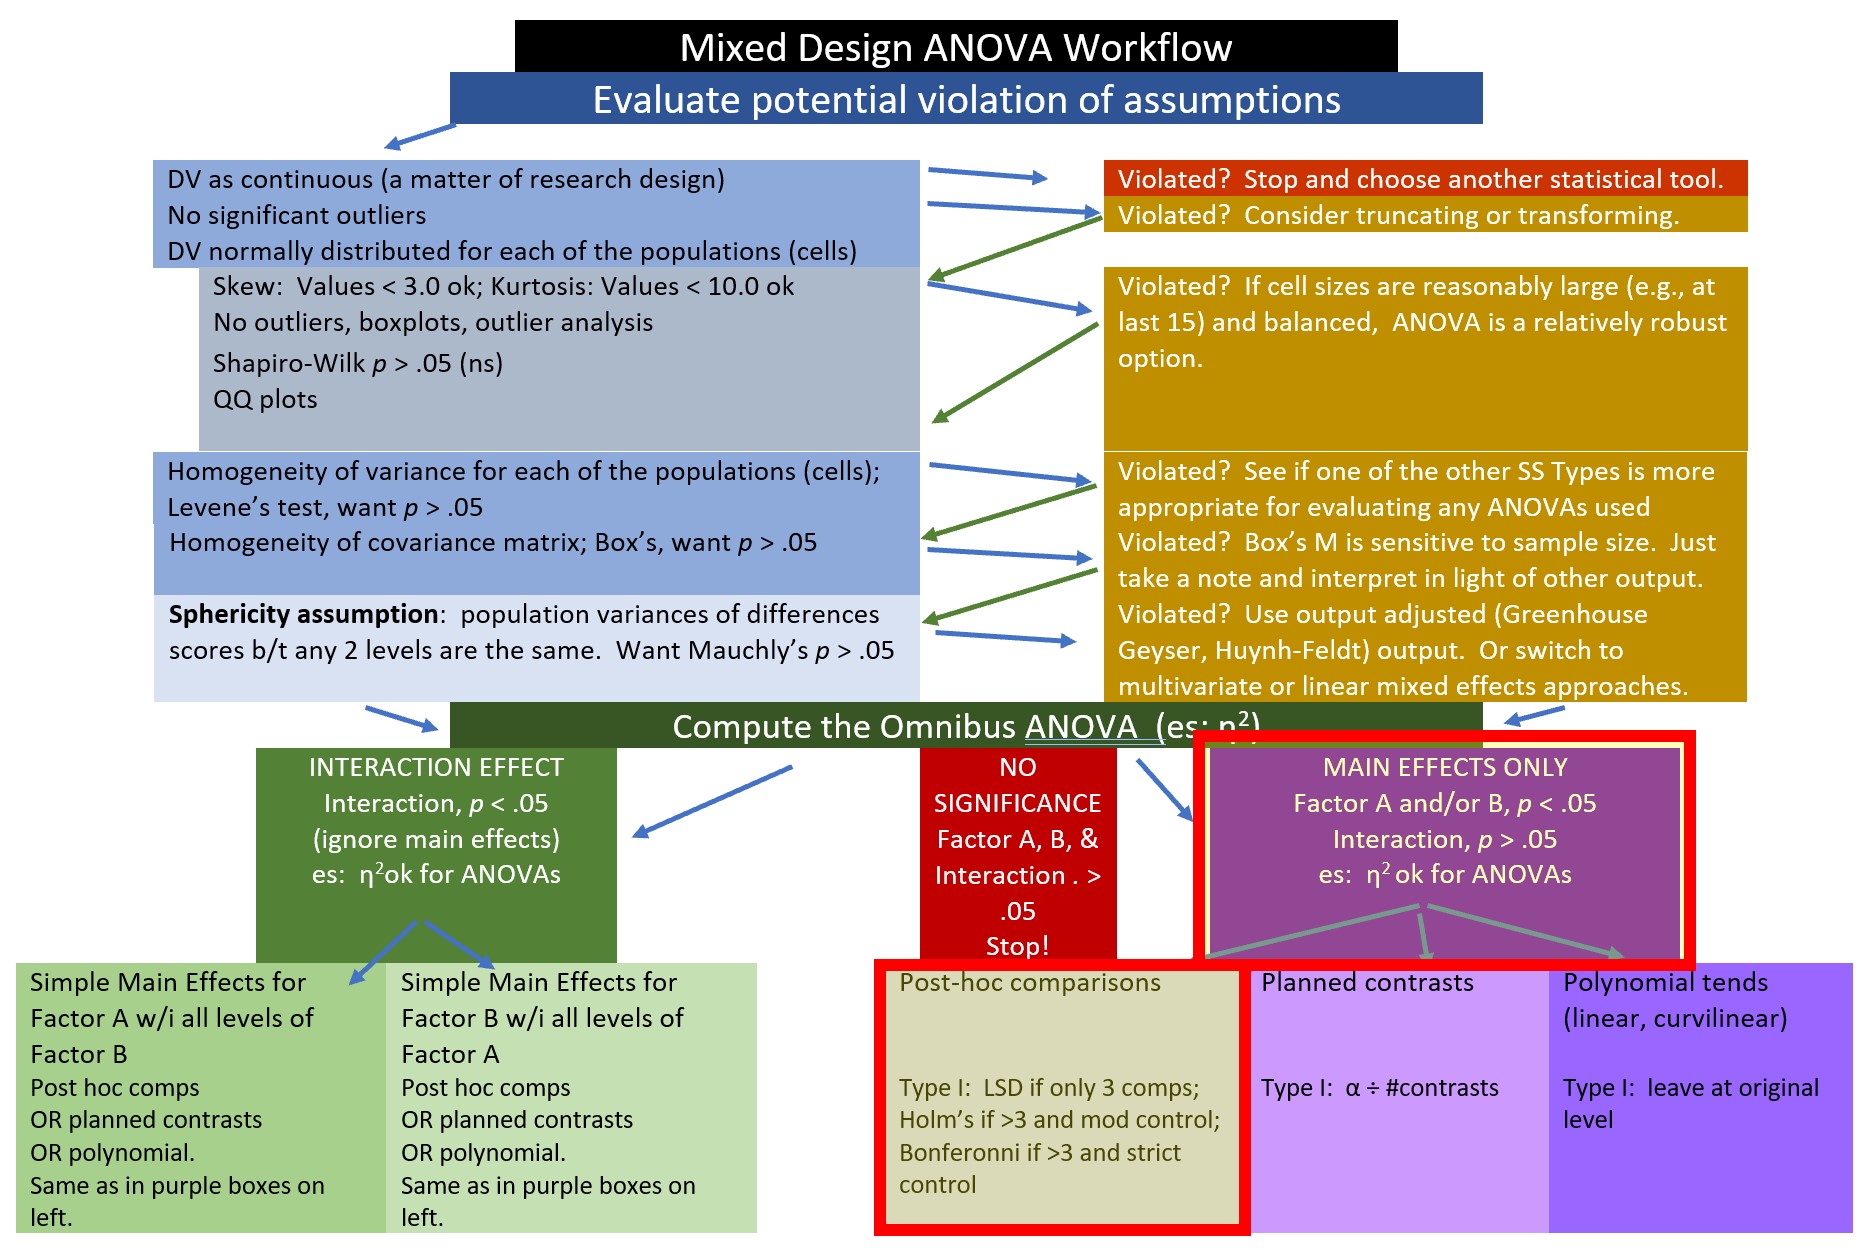 Mixed Design ANOVA Workflow
Evaluate potential violation of assumptions
DV as continuous (a matter of research design)
No significant outliers
DV normally distributed for each of the populations (cells)
Violated?  Stop and choose another statistical tool.
Violated?  Consider truncating or transforming.
Skew:  Values < 3.0 ok; Kurtosis: Values < 10.0 ok
No outliers, boxplots, outlier analysis
Shapiro-Wilk p > .05 (ns)
QQ plots
Violated?  If cell sizes are reasonably large (e.g., at
last 15) and balanced,  ANOVA is a relatively robust
option.
Homogeneity of variance for each of the populations (cells);
Levene's test, want p > .05
Homogeneity of covariance matrix; Box's, want p > .05
Violated?  See if one of the other SS Types is more
appropriate for evaluating any ANOVAs used
Violated?  Box's M is sensitive to sample size.  Just
take a note and interpret in light of other output.
Sphericity assumption:  population variances of differences
scores b/t any 2 levels are the same.  Want Mauchly's p > .05
Violated?  Use output adjusted (Greenhouse
Geyser, Huynh-Feldt) output.  Or switch to
multivariate or linear mixed effects approaches.
Compute the Omnibus ANOVA  (es: η²)
INTERACTION EFFECT
Interaction, p < .05
(ignore main effects)
es:  η²ok for ANOVAs
NO
SIGNIFICANCE
Factor A, B, &
Interaction . >
.05
Stop!
MAIN EFFECTS ONLY
Factor A and/or B, p < .05
Interaction, p > .05
es:  η² ok for ANOVAs
Simple Main Effects for
Factor A w/i all levels of
Factor B
Post hoc comps
OR planned contrasts
OR polynomial.
Same as in purple boxes on
left.
Simple Main Effects for
Factor B w/i all levels of
Factor A
Post hoc comps
OR planned contrasts
OR polynomial.
Same as in purple boxes on
left.
Post-hoc comparisons
Type I:  LSD if only 3 comps;
Holm's if >3 and mod control;
Bonferonni if >3 and strict
control
Planned contrasts
Type I:  α ÷ #contrasts
Polynomial tends
(linear, curvilinear)
Type I:  leave at original
level